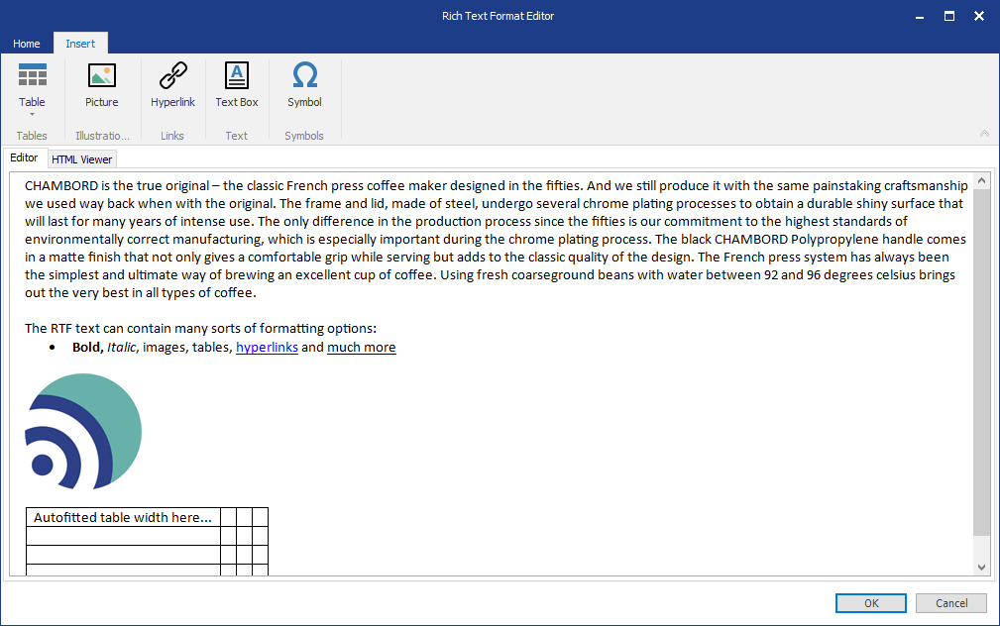 Rich Text Format Editor
Home Insert
Table Picture Hyperlink Text Box Symbol
Tables Illustratio... Links Text Symbols
Editor HTML Viewer
CHAMBORD is the true original – the classic French press coffee maker designed in the fifties. And we still produce it with the same painstaking craftsmanship
we used way back when with the original. The frame and lid, made of steel, undergo several chrome plating processes to obtain a durable shiny surface that
will last for many years of intense use. The only difference in the production process since the fifties is our commitment to the highest standards of
environmentally correct manufacturing, which is especially important during the chrome plating process. The black CHAMBORD Polypropylene handle comes
in a matte finish that not only gives a comfortable grip while serving but adds to the classic quality of the design. The French press system has always been
the simplest and ultimate way of brewing an excellent cup of coffee. Using fresh coarseground beans with water between 92 and 96 degrees celsius brings
out the very best in all types of coffee.
The RTF text can contain many sorts of formatting options:
• Bold, Italic, images, tables, hyperlinks and much more
Autofitted table width here...
OK Cancel